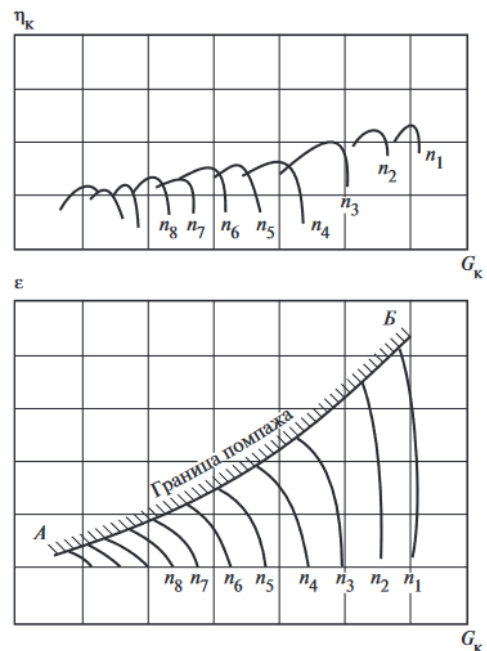 ηк
n8 n7 n6 n5 n4 n3 n2 n1
Gк
ε
Б
Граница помпажа
А
n8 n7 n6 n5 n4 n3 n2 n1
Gк